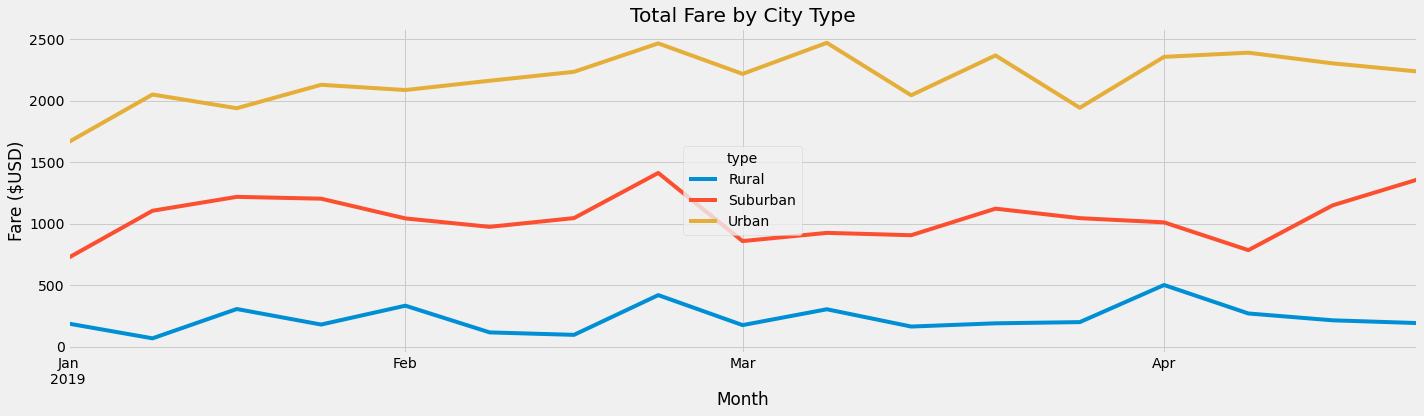 Total Fare by City Type
2500
2000
1500
1000
500
0
Fare ($USD)
type
Rural
Suburban
Urban
Jan Feb Mar Apr
2019
Month